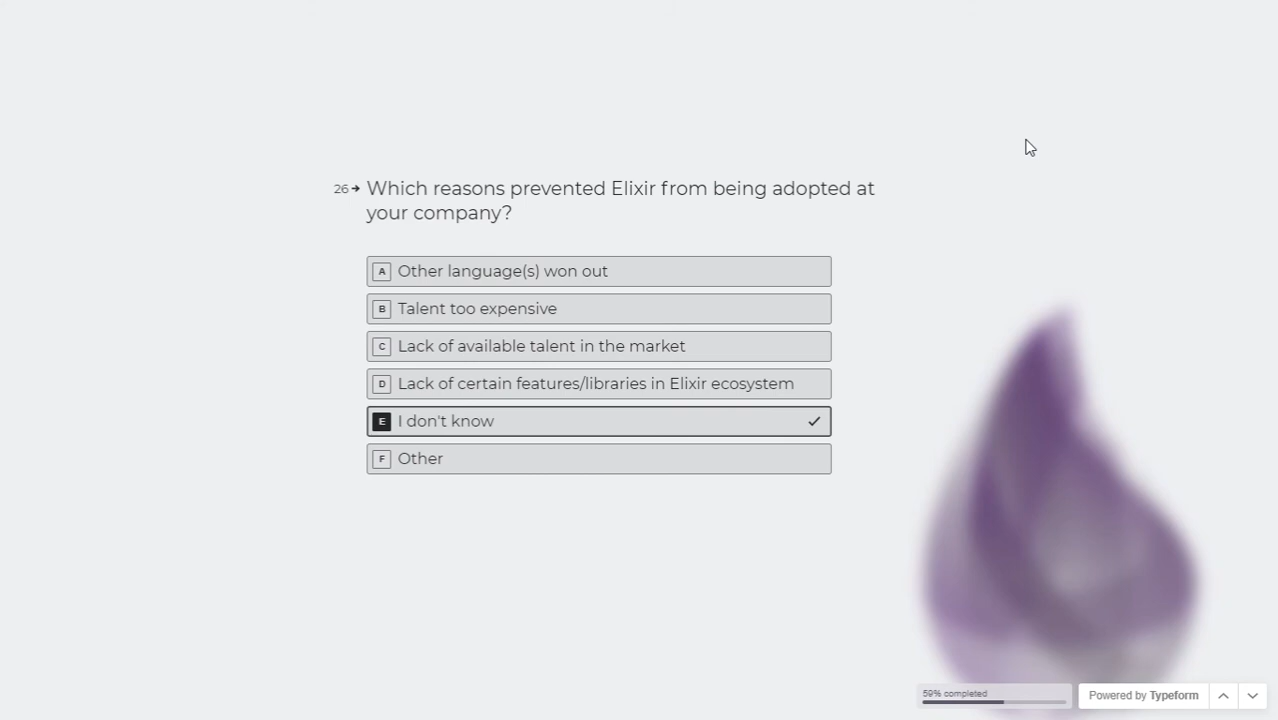 26 → Which reasons prevented Elixir from being adopted at
your company?
A Other language(s) won out
B Talent too expensive
C Lack of available talent in the market
D Lack of certain features/libraries in Elixir ecosystem
E I don't know
F Other
59% completed
Powered by Typeform